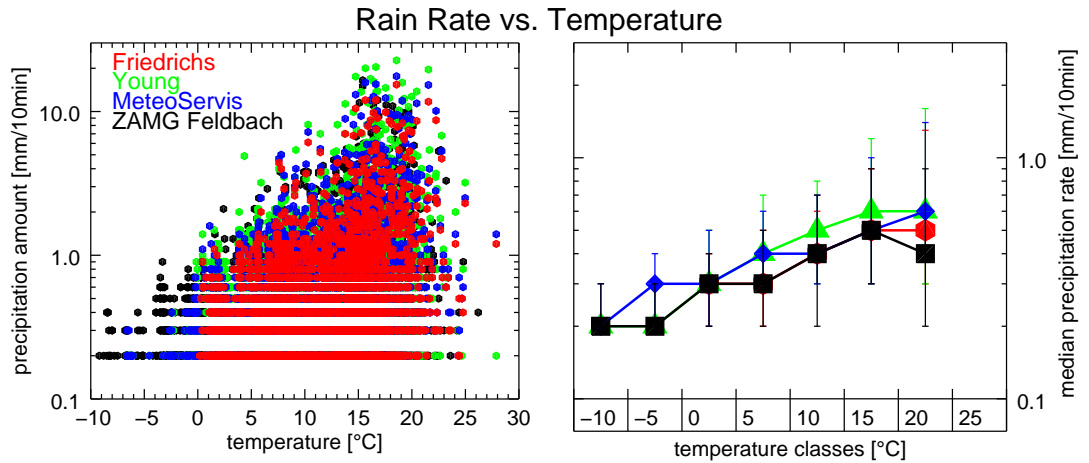 Rain Rate vs. Temperature
precipitation amount [mm/10min]
10.0
1.0
0.1
Friedrichs
Young
MeteoServis
ZAMG Feldbach
−10 −5 0 5 10 15 20 25 30
temperature [°C]
−10 −5 0 5 10 15 20 25
temperature classes [°C]
1.0
0.1
median precipitation rate [mm/10min]